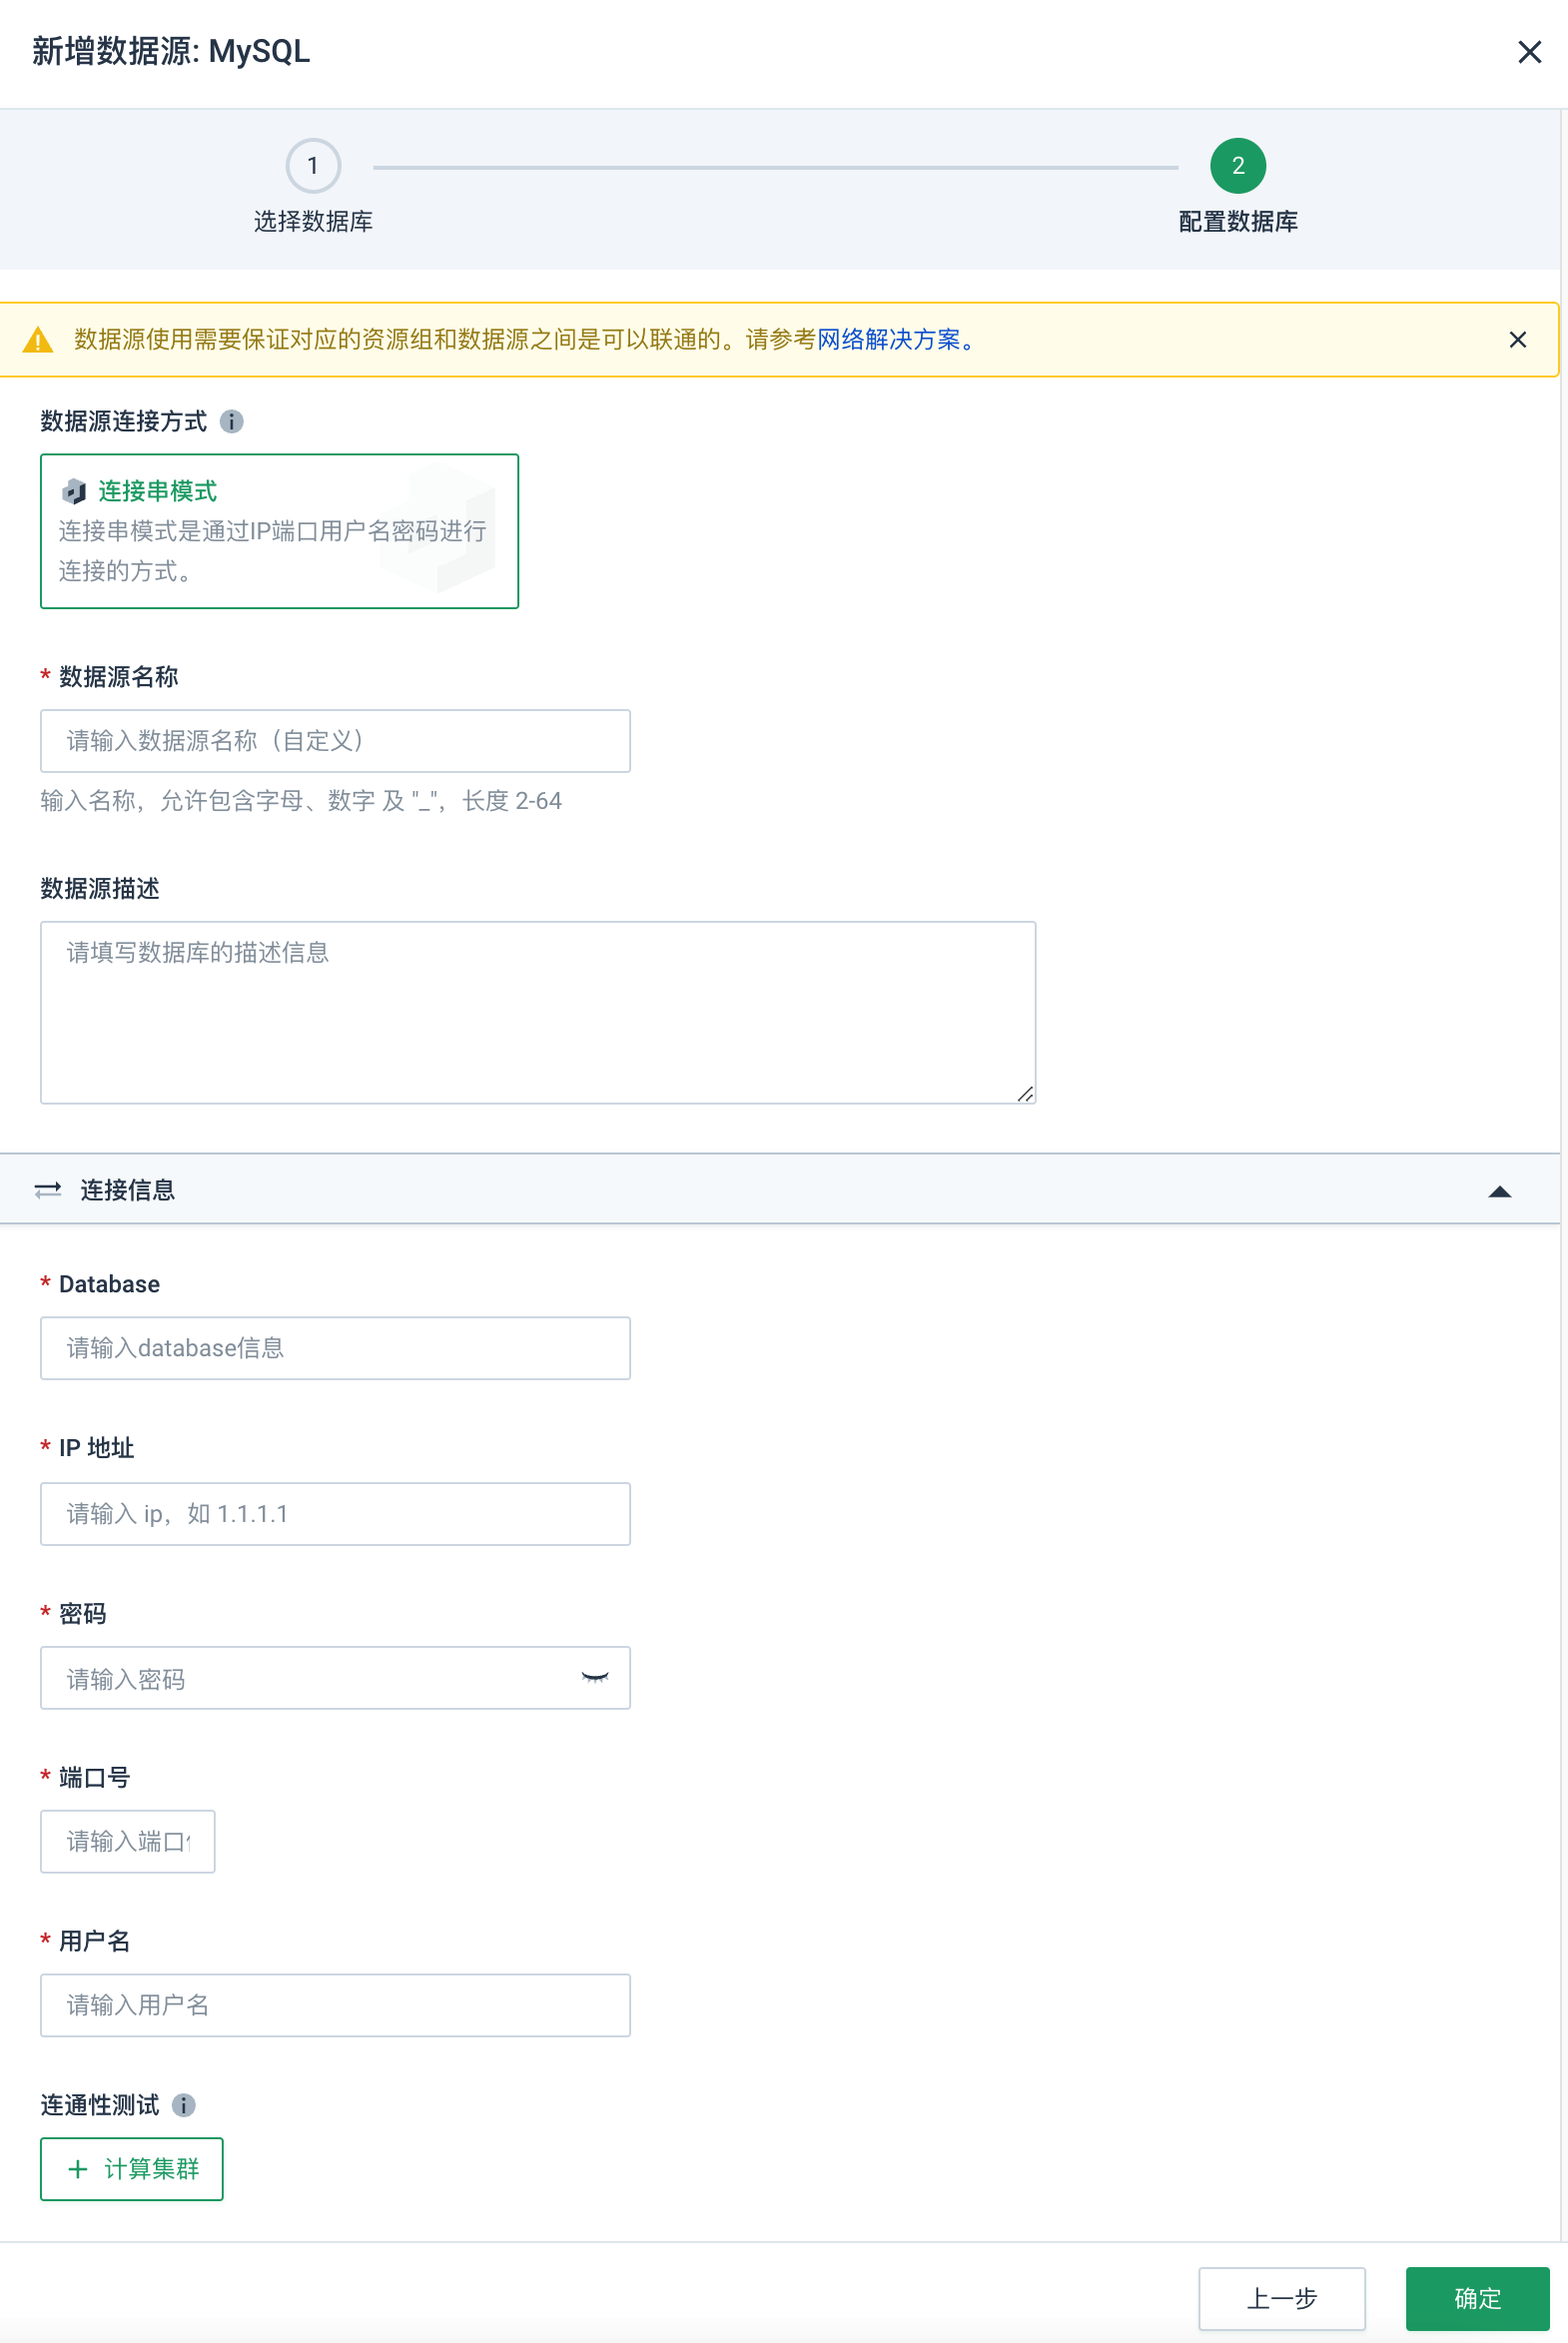 新增数据源: MySQL
1
2
选择数据库
配置数据库
数据源使用需要保证对应的资源组和数据源之间是可以联通的。请参考网络解决方案。
数据源连接方式
连接串模式
连接串模式是通过IP端口用户名密码进行
连接的方式。
* 数据源名称
请输入数据源名称（自定义）
输入名称，允许包含字母、数字 及 "_"，长度 2-64
数据源描述
请填写数据库的描述信息
连接信息
* Database
请输入database信息
* IP 地址
请输入 ip，如 1.1.1.1
* 密码
请输入密码
* 端口号
请输入端口
* 用户名
请输入用户名
连通性测试
+ 计算集群
上一步
确定